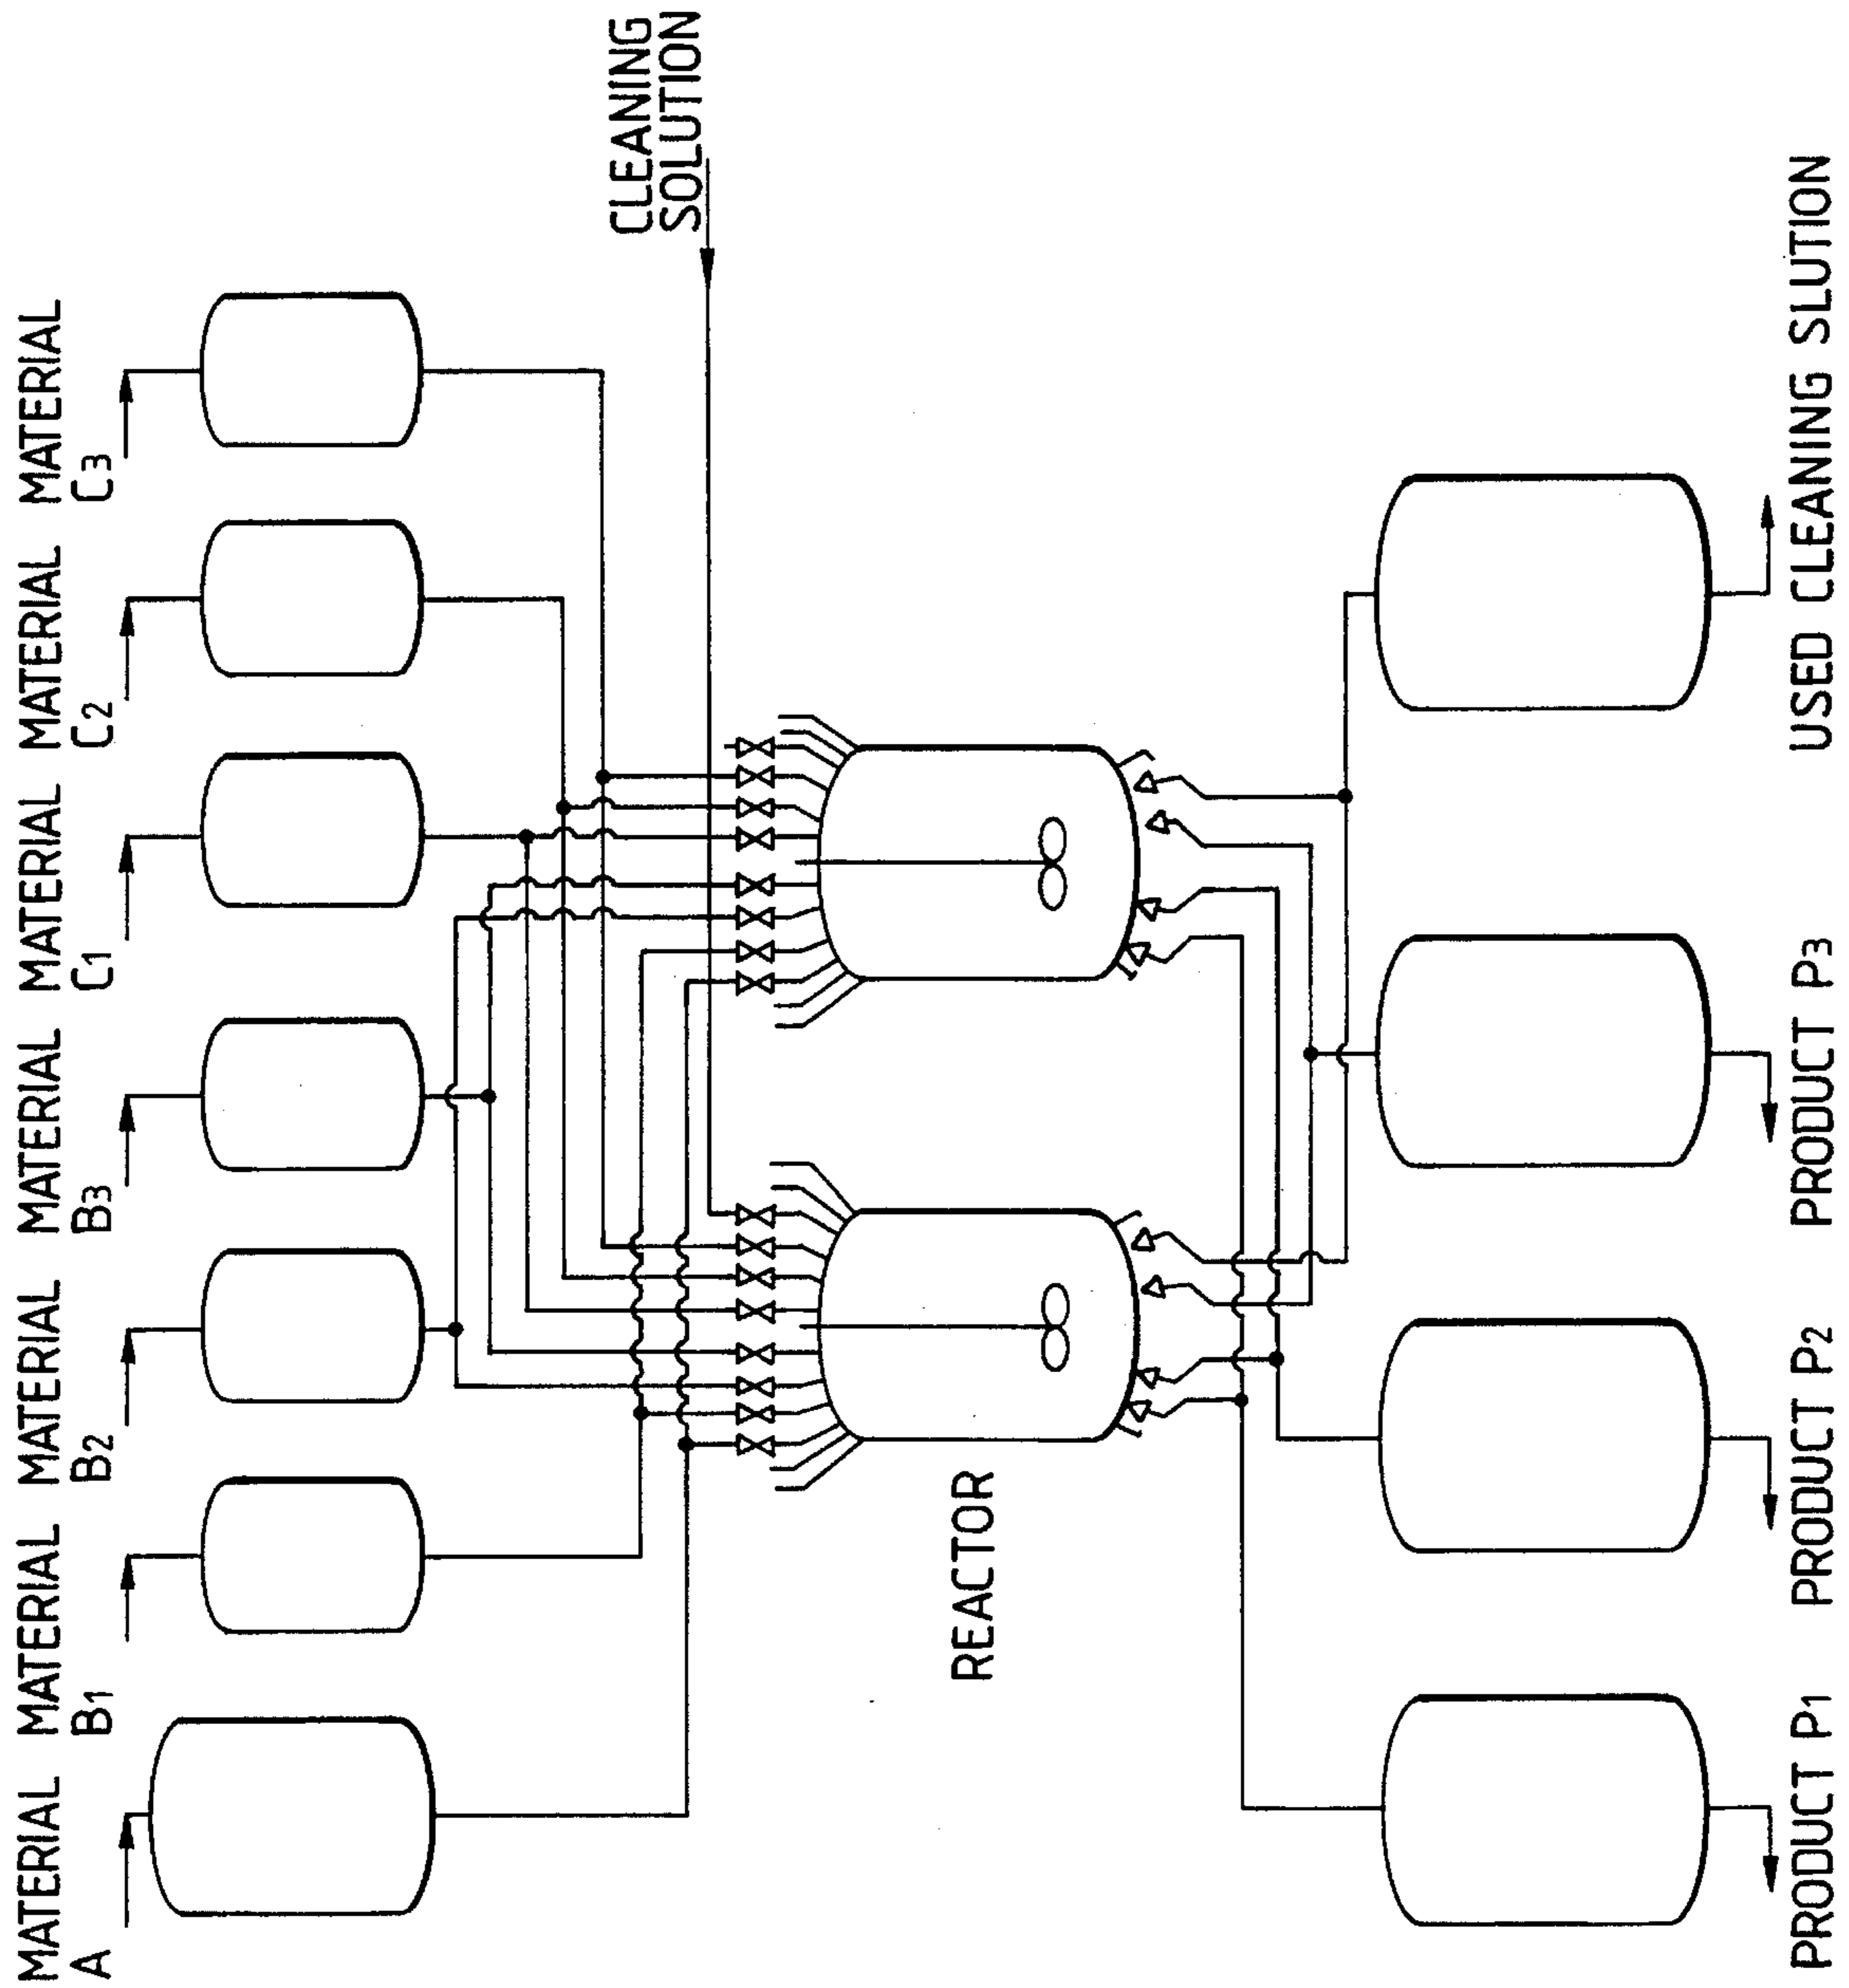 MATERIAL
A
MATERIAL
B1
MATERIAL
B2
MATERIAL
B3
MATERIAL
C1
MATERIAL
C2
MATERIAL
C3
CLEANING
SOLUTION
REACTOR
PRODUCT P1
PRODUCT P2
PRODUCT P3
USED CLEANING SLUTION